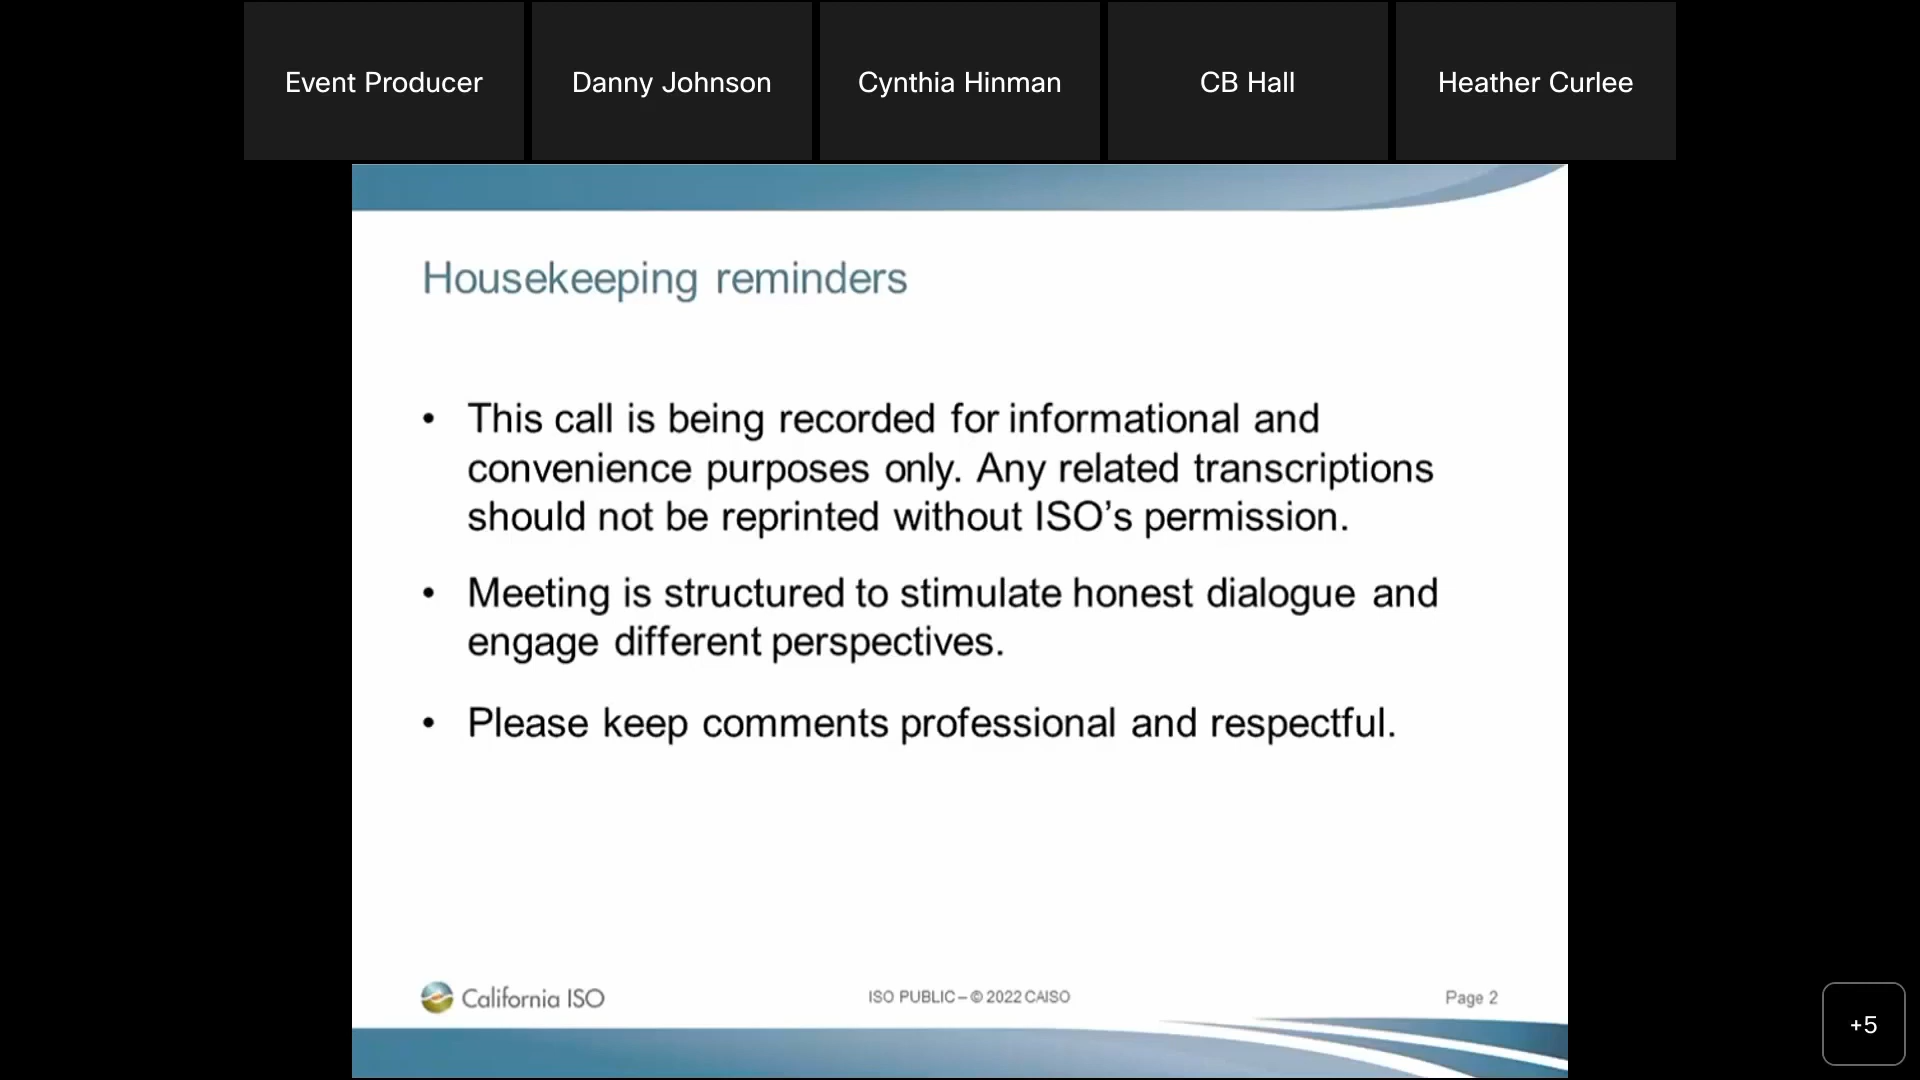 Event Producer
Danny Johnson
Cynthia Hinman
CB Hall
Heather Curlee
Housekeeping reminders
• This call is being recorded for informational and
convenience purposes only. Any related transcriptions
should not be reprinted without ISO’s permission.
• Meeting is structured to stimulate honest dialogue and
engage different perspectives.
• Please keep comments professional and respectful.
California ISO
ISO PUBLIC – © 2022 CAISO
Page 2
+5